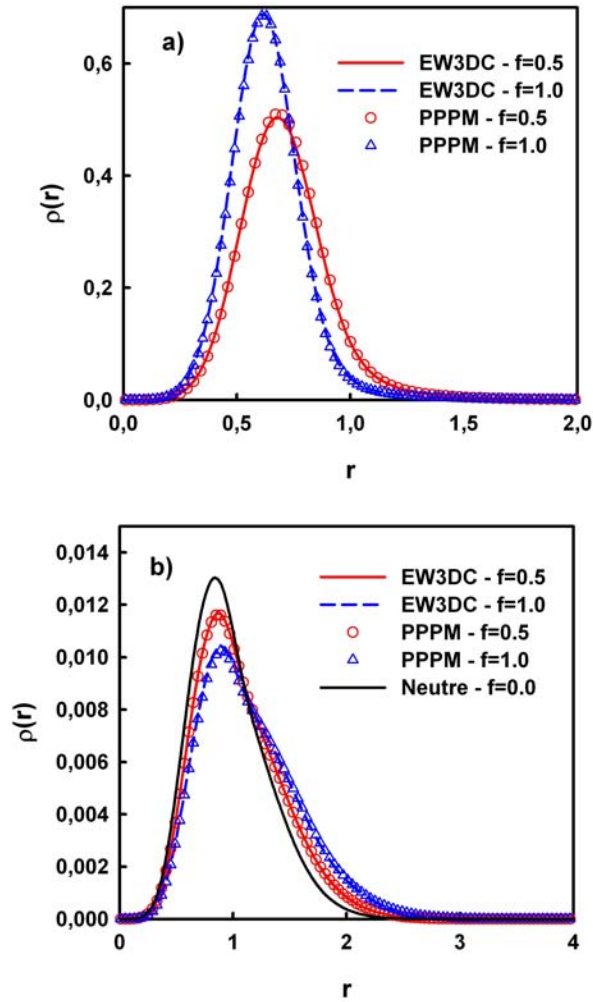 a)
EW3DC - f=0.5
EW3DC - f=1.0
PPPM - f=0.5
PPPM - f=1.0
0,6
0,4
0,2
0,0
ρ(r)
0,0 0,5 1,0 1,5 2,0
r
b)
EW3DC - f=0.5
EW3DC - f=1.0
PPPM - f=0.5
PPPM - f=1.0
Neutre - f=0.0
0,014
0,012
0,010
0,008
0,006
0,004
0,002
0,000
ρ(r)
0 1 2 3 4
r